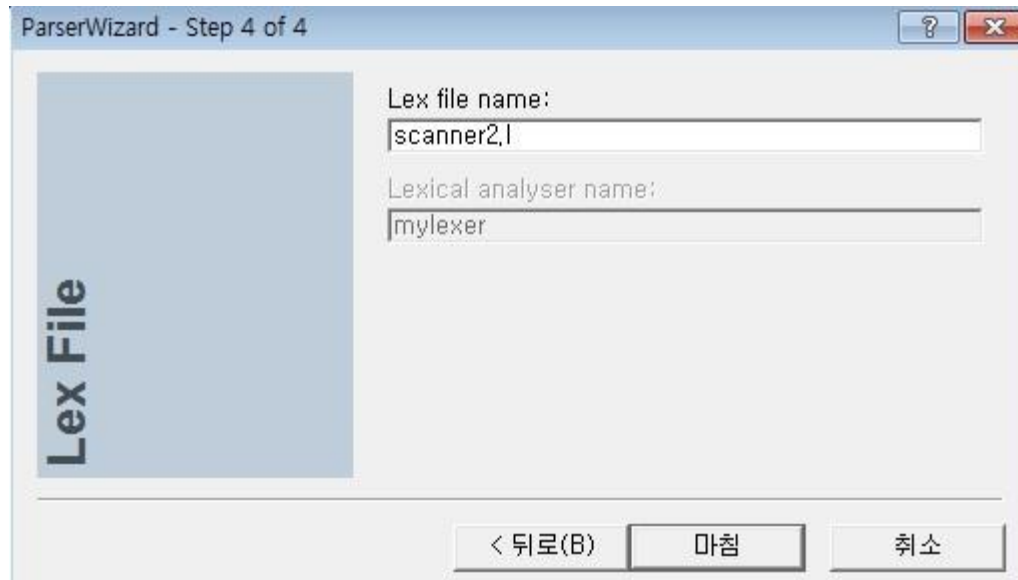 ParserWizard - Step 4 of 4
Lex File
Lex file name:
scanner2,l
Lexical analyser name:
mylexer
< 뒤로(B)
마침
취소